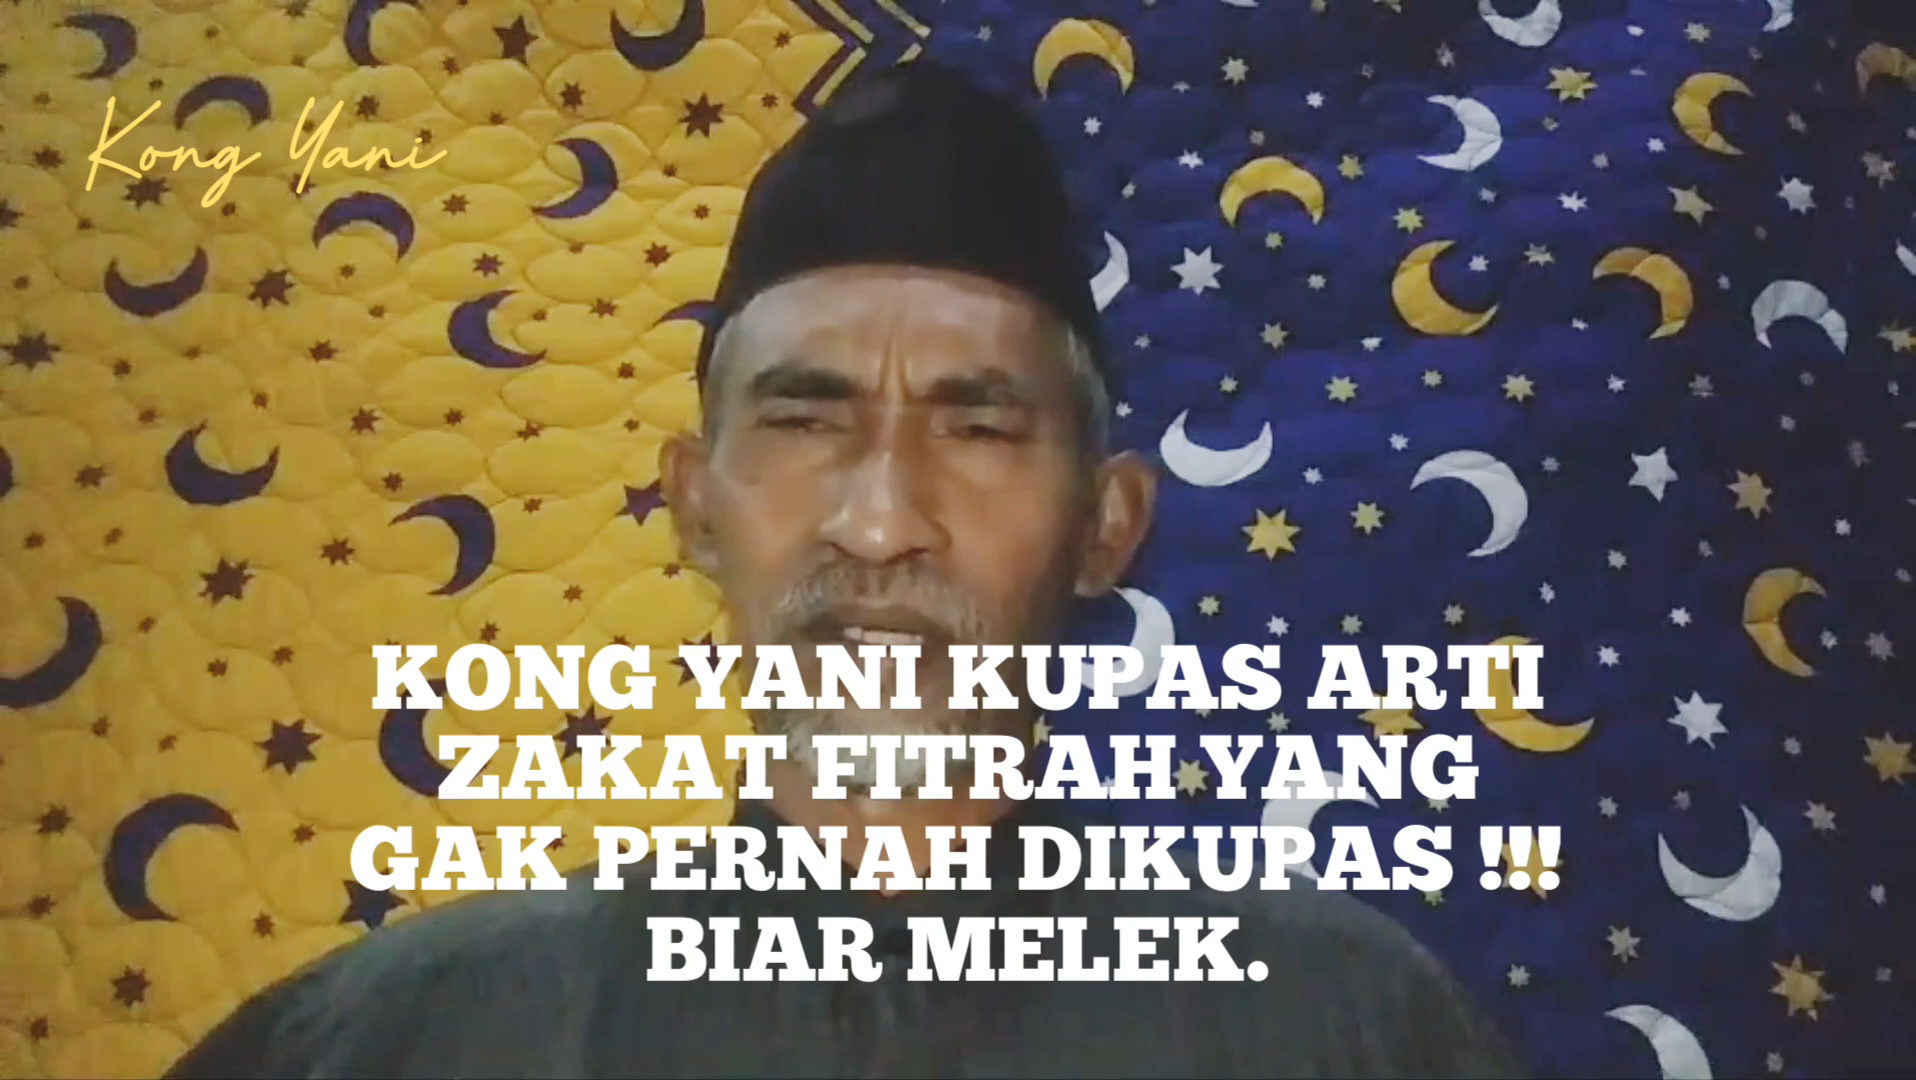 Kong Yani
KONG YANI KUPAS ARTI
ZAKAT FITRAH YANG
GAK PERNAH DIKUPAS !!!
BIAR MELEK.